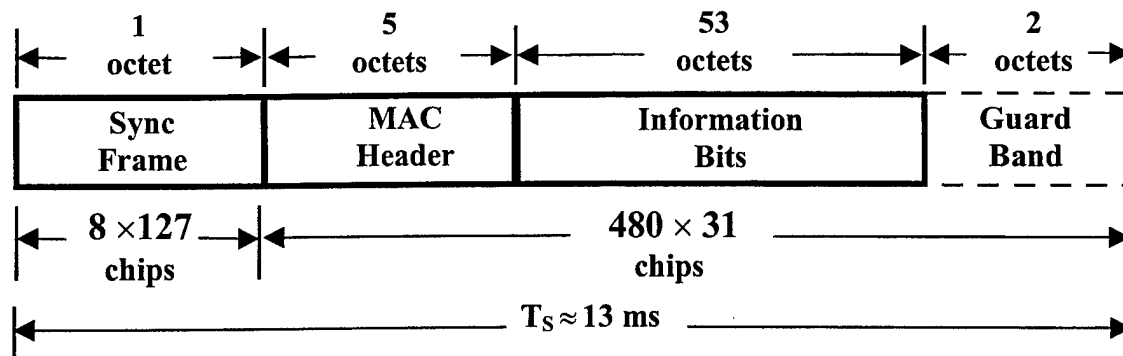 1 5 53 2
octet octets octets octets
Sync MAC Information Guard
Frame Header Bits Band
8 ×127 480 × 31
chips chips
T_S ≈ 13 ms